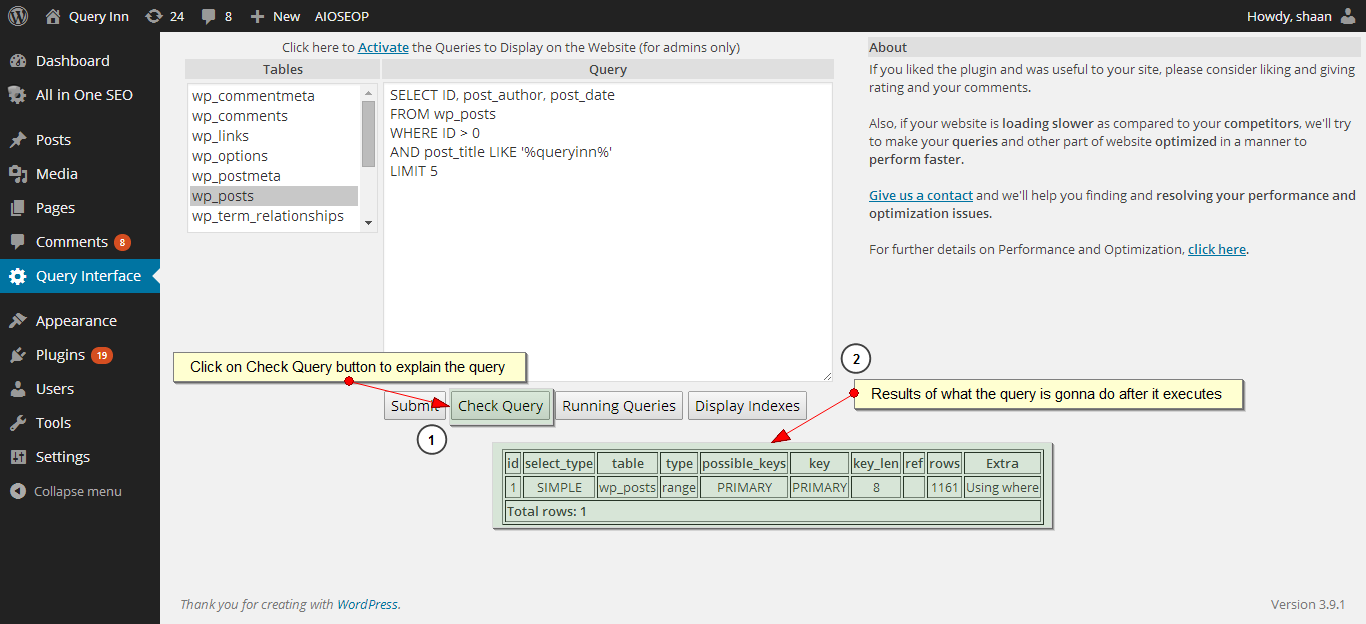 Query Inn
24
8
New
AIOSEOP
Howdy, shaan
Dashboard
All in One SEO
Posts
Media
Pages
Comments 8
Query Interface
Appearance
Plugins 19
Users
Tools
Settings
Collapse menu
Click here to Activate the Queries to Display on the Website (for admins only)
Tables
Query
wp_commentmeta
wp_comments
wp_links
wp_options
wp_postmeta
wp_posts
wp_term_relationships
SELECT ID, post_author, post_date
FROM wp_posts
WHERE ID > 0
AND post_title LIKE '%queryinn%'
LIMIT 5
About
If you liked the plugin and was useful to your site, please consider liking and giving
rating and your comments.
Also, if your website is loading slower as compared to your competitors, we'll try
to make your queries and other part of website optimized in a manner to
perform faster.
Give us a contact and we'll help you finding and resolving your performance and
optimization issues.
For further details on Performance and Optimization, click here.
Click on Check Query button to explain the query
2
Results of what the query is gonna do after it executes
Submit
Check Query
Running Queries
Display Indexes
1
id select_type table type possible_keys key key_len ref rows Extra
1 SIMPLE wp_posts range PRIMARY PRIMARY 8 1161 Using where
Total rows: 1
Thank you for creating with WordPress.
Version 3.9.1